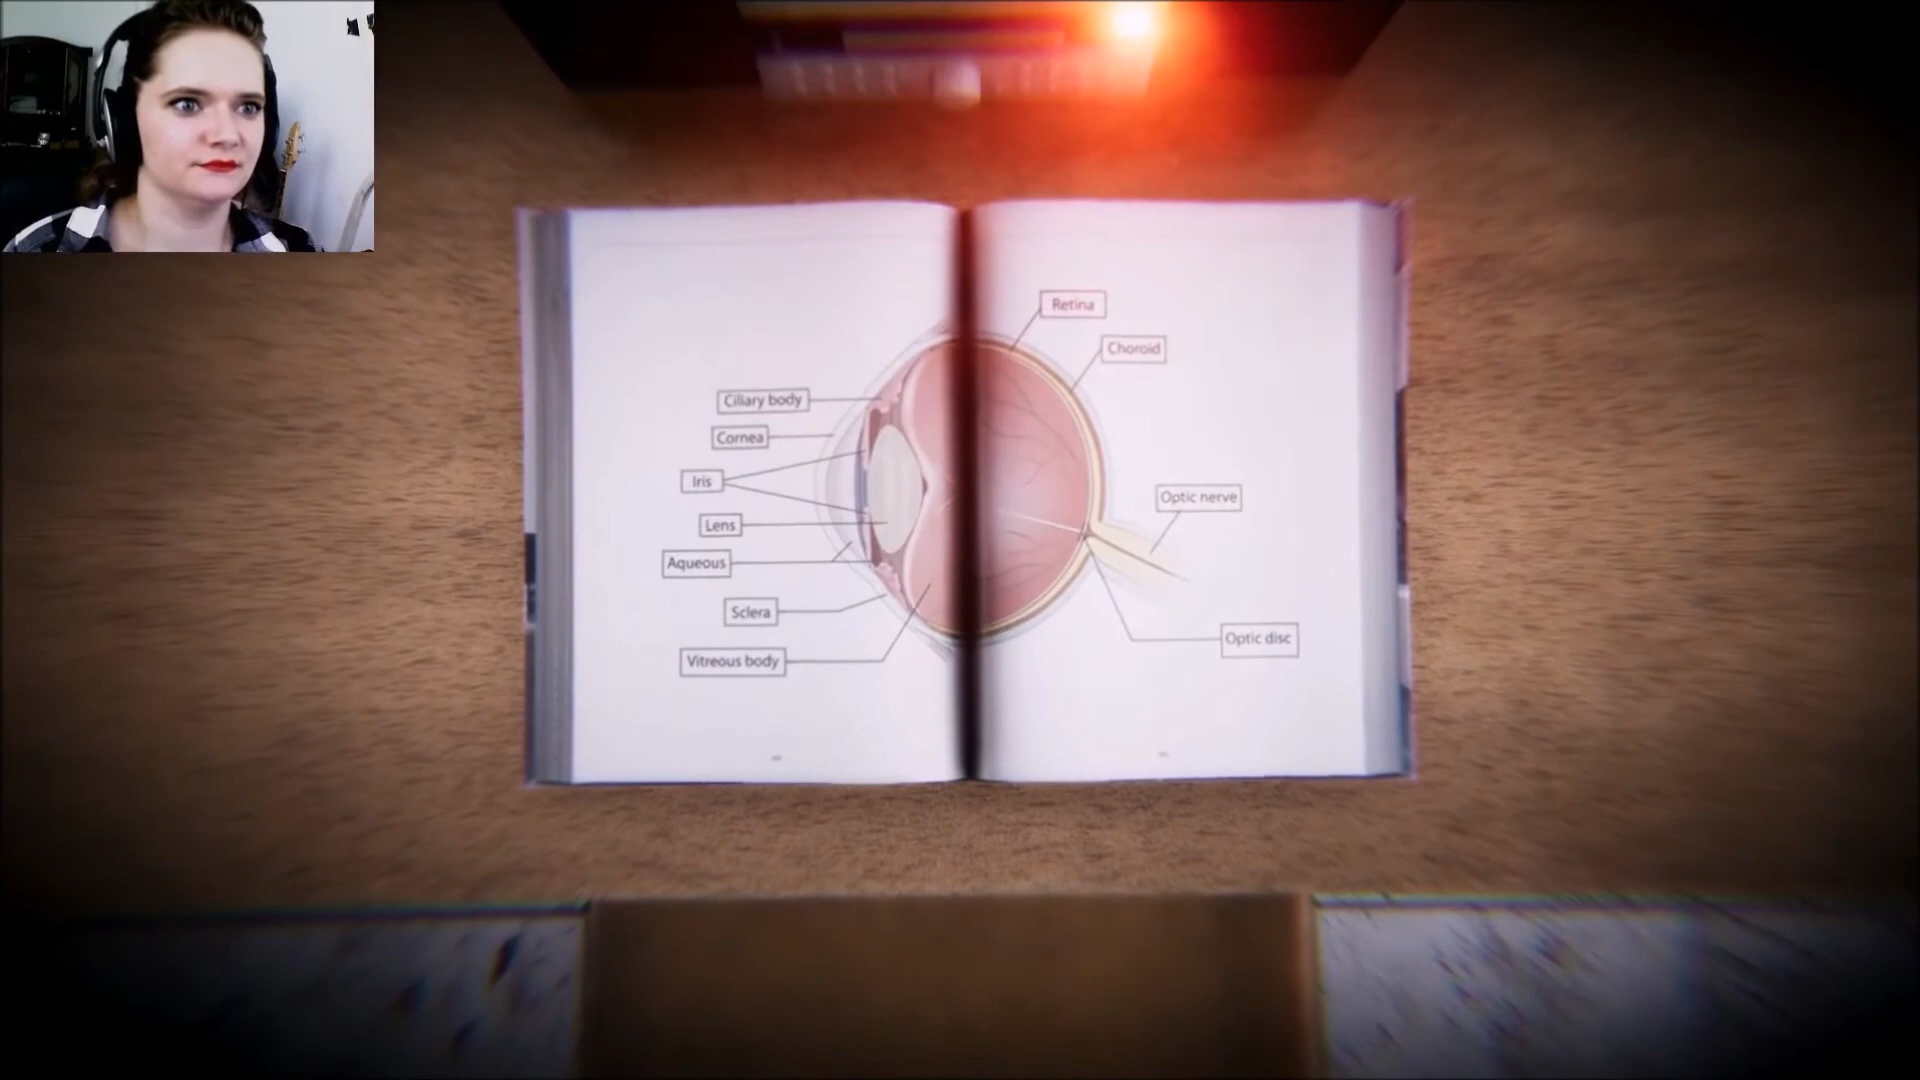 Retina
Choroid
Ciliary body
Cornea
Iris
Optic nerve
Lens
Aqueous
Sclera
Optic disc
Vitreous body